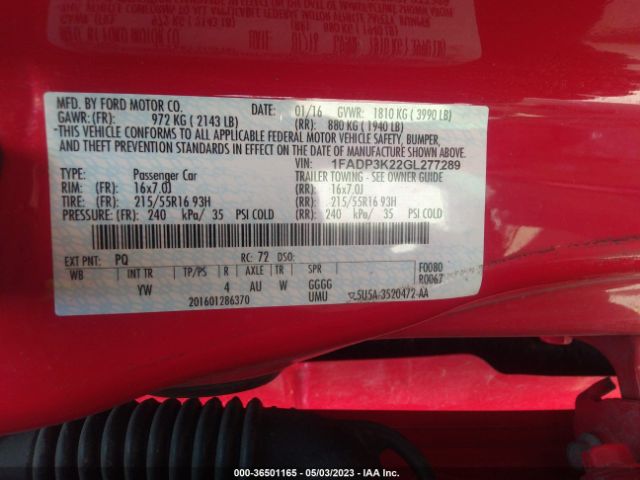 MFD. BY FORD MOTOR CO. DATE: 01/16 GVWR: 1810 KG ( 3990 LB)
GAWR: (FR): 972 KG ( 2143 LB) (RR): 880 KG ( 1940 LB)
-THIS VEHICLE CONFORMS TO ALL APPLICABLE FEDERAL MOTOR VEHICLE SAFETY, BUMPER,
AND THEFT PREVENTION STANDARDS IN EFFECT ON THE DATE OF MANUFACTURE SHOWN ABOVE.
VIN: 1FADP3K22GL277289
TYPE: Passenger Car TRAILER TOWING - SEE OWNER GUIDE
RIM: (FR): 16x7.0J (RR): 16x7.0J
TIRE: (FR): 215/55R16 93H (RR): 215/55R16 93H
PRESSURE: (FR): 240 kPa/ 35 PSI COLD (RR): 240 kPa/ 35 PSI COLD
EXT PNT: PQ RC: 72 DSO: F0080
WB INT TR TP/PS R AXLE TR SPR R0067
YW 4 AU W GGGG
201601286370 UMU 5U5A-3520472-AA
000-36501165 - 05/03/2023 - IAA Inc.